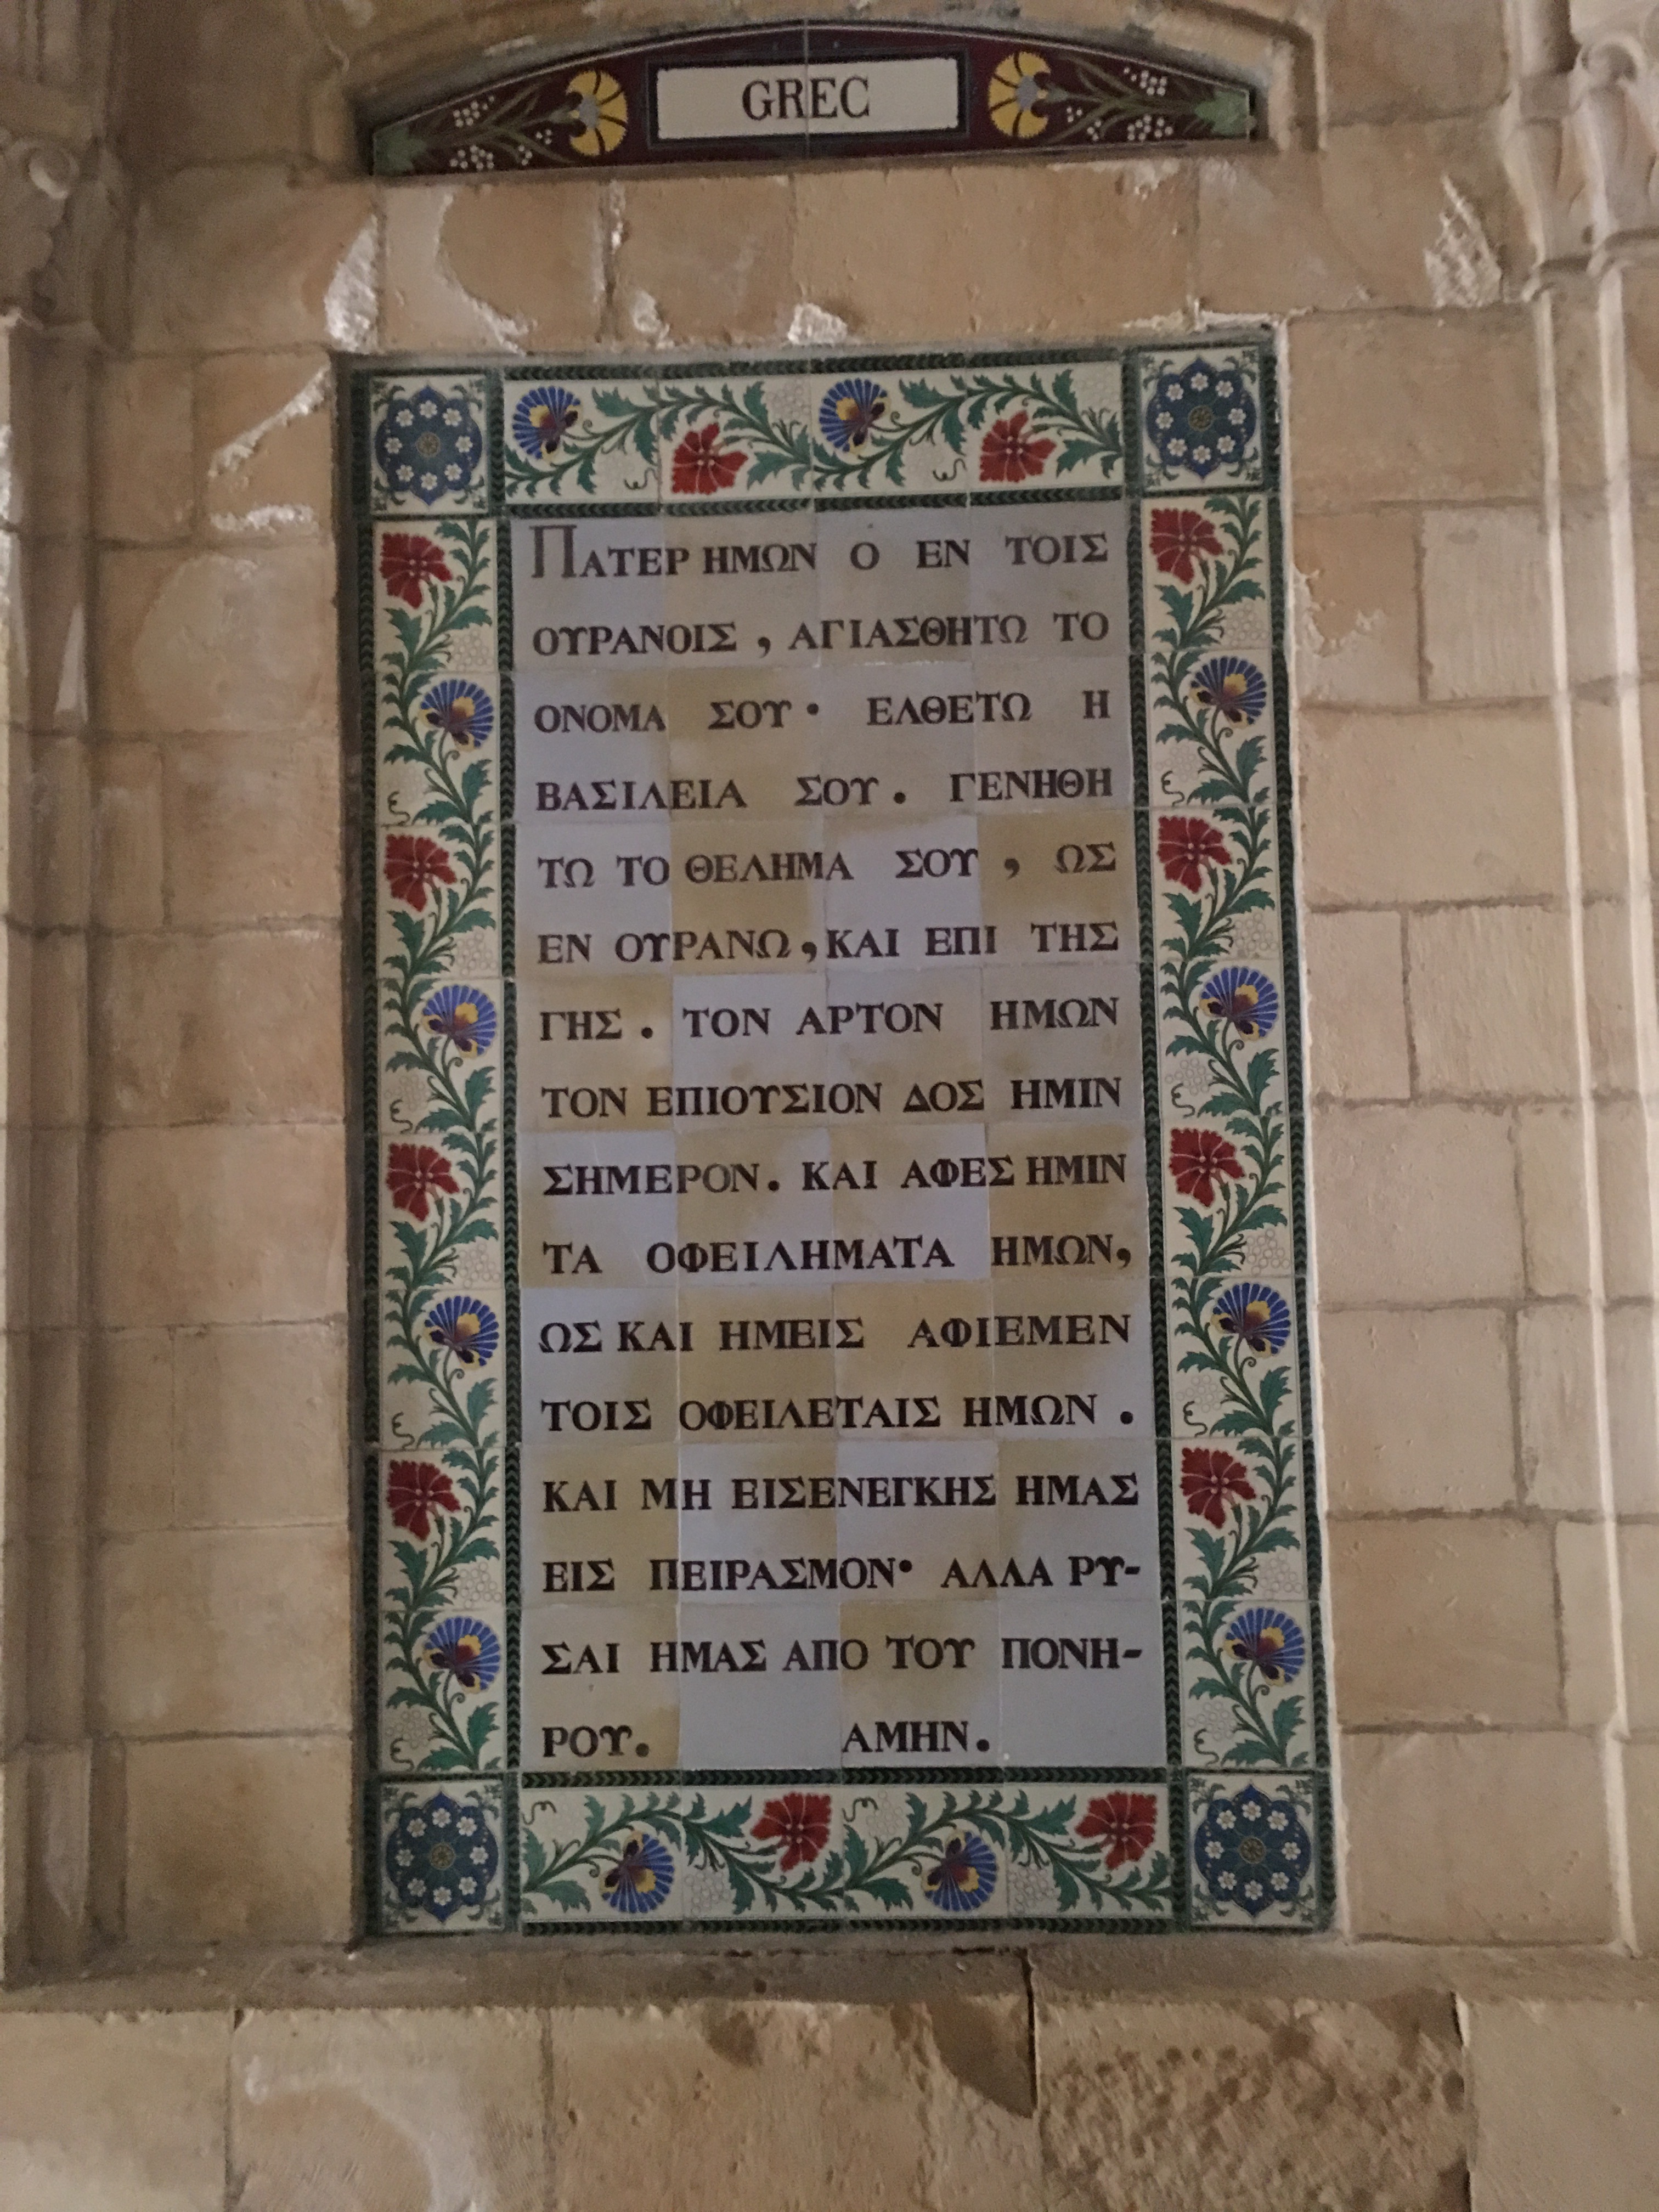 GREC
ΠΑΤΕΡ ΗΜΩΝ Ο ΕΝ ΤΟΙΣ
ΟΥΡΑΝΟΙΣ , ΑΓΙΑΣΘΗΤΩ ΤΟ
ΟΝΟΜΑ ΣΟΥ· ΕΛΘΕΤΩ Η
ΒΑΣΙΛΕΙΑ ΣΟΥ. ΓΕΝΗΘΗ
ΤΩ ΤΟ ΘΕΛΗΜΑ ΣΟΥ , ΩΣ
ΕΝ ΟΥΡΑΝΩ, ΚΑΙ ΕΠΙ ΤΗΣ
ΓΗΣ. ΤΟΝ ΑΡΤΟΝ ΗΜΩΝ
ΤΟΝ ΕΠΙΟΥΣΙΟΝ ΔΟΣ ΗΜΙΝ
ΣΗΜΕΡΟΝ. ΚΑΙ ΑΦΕΣ ΗΜΙΝ
ΤΑ ΟΦΕΙΛΗΜΑΤΑ ΗΜΩΝ,
ΩΣ ΚΑΙ ΗΜΕΙΣ ΑΦΙΕΜΕΝ
ΤΟΙΣ ΟΦΕΙΛΕΤΑΙΣ ΗΜΩΝ .
ΚΑΙ ΜΗ ΕΙΣΕΝΕΓΚΗΣ ΗΜΑΣ
ΕΙΣ ΠΕΙΡΑΣΜΟΝ· ΑΛΛΑ ΡΥ-
ΣΑΙ ΗΜΑΣ ΑΠΟ ΤΟΥ ΠΟΝΗ-
ΡΟΥ. ΑΜΗΝ.